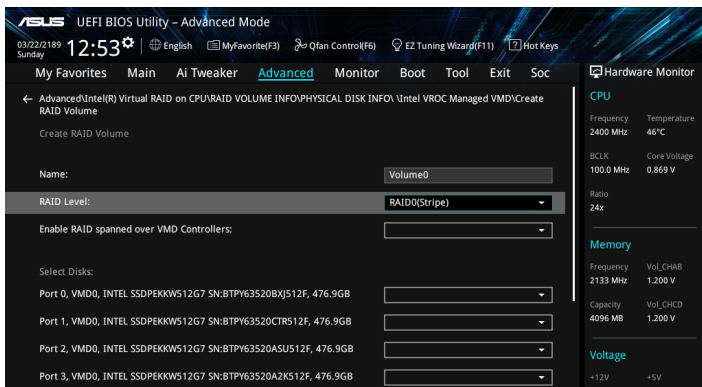 ASUS UEFI BIOS Utility – Advanced Mode
03/22/2189 Sunday 12:53 English MyFavorite(F3) Qfan Control(F6) EZ Tuning Wizard(F11) ? Hot Keys
My Favorites Main Ai Tweaker Advanced Monitor Boot Tool Exit Soc
← Advanced\Intel(R) Virtual RAID on CPU\RAID VOLUME INFO\PHYSICAL DISK INFO\ \Intel VROC Managed VMD\Create
RAID Volume
Create RAID Volume
Name: Volume0
RAID Level: RAID0(Stripe)
Enable RAID spanned over VMD Controllers:
Select Disks:
Port 0, VMD0, INTEL SSDPEKKW512G7 SN:BTPY63520BXJ512F, 476.9GB
Port 1, VMD0, INTEL SSDPEKKW512G7 SN:BTPY63520CTR512F, 476.9GB
Port 2, VMD0, INTEL SSDPEKKW512G7 SN:BTPY63520ASU512F, 476.9GB
Port 3, VMD0, INTEL SSDPEKKW512G7 SN:BTPY63520A2K512F, 476.9GB
Hardware Monitor
CPU
Frequency Temperature
2400 MHz 46°C
BCLK Core Voltage
100.0 MHz 0.869 V
Ratio
24x
Memory
Frequency Vol_CHAB
2133 MHz 1.200 V
Capacity Vol_CHCD
4096 MB 1.200 V
Voltage
+12V +5V